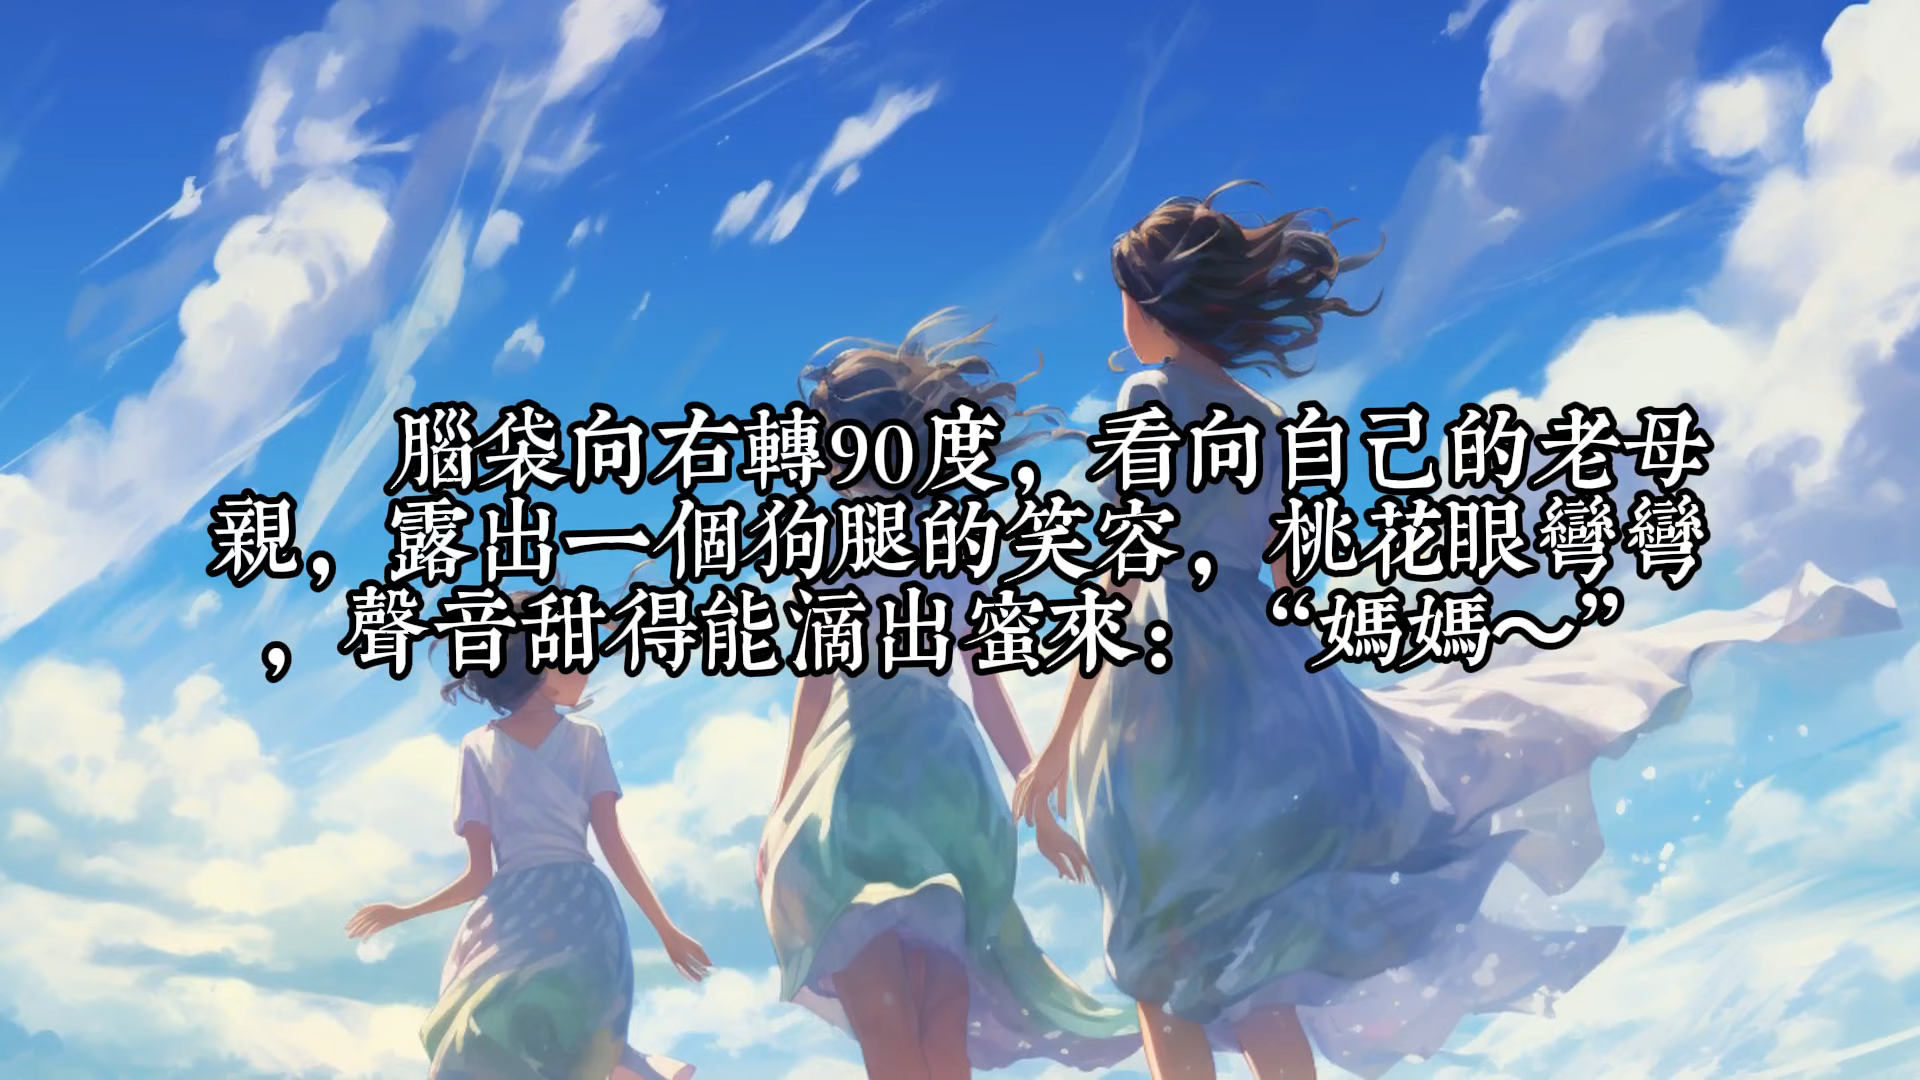 腦袋向右轉90度，看向自己的老母
親，露出一個狗腿的笑容，桃花眼彎彎
，聲音甜得能滴出蜜來：“媽媽～”